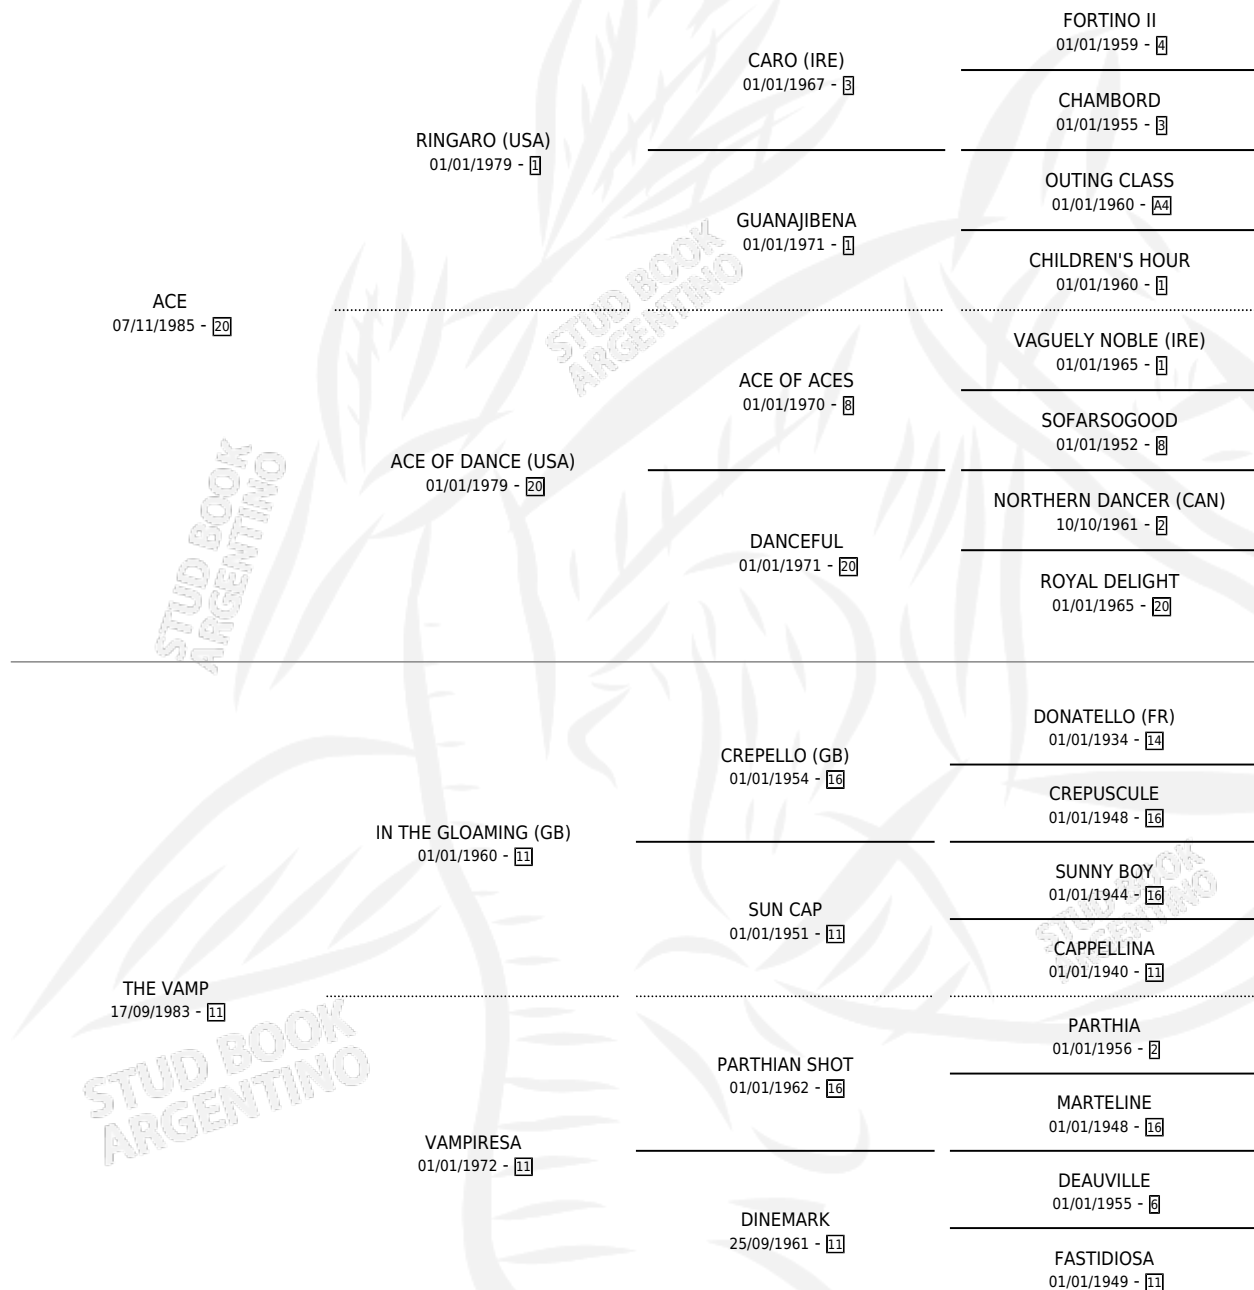 FORTINO II
01/01/1959 - 4
CARO (IRE)
01/01/1967 - 3
CHAMBORD
01/01/1955 - 3
RINGARO (USA)
01/01/1979 - 1
OUTING CLASS
01/01/1960 - A4
GUANAJIBENA
01/01/1971 - 1
CHILDREN'S HOUR
01/01/1960 - 1
ACE
07/11/1985 - 20
VAGUELY NOBLE (IRE)
01/01/1965 - 1
ACE OF ACES
01/01/1970 - 8
SOFARSOGOOD
01/01/1952 - 8
ACE OF DANCE (USA)
01/01/1979 - 20
NORTHERN DANCER (CAN)
10/10/1961 - 2
DANCEFUL
01/01/1971 - 20
ROYAL DELIGHT
01/01/1965 - 20
STUD BOOK
ARGENTINO
STUD BOOK
ARGENTINO
DONATELLO (FR)
01/01/1934 - 14
CREPELLO (GB)
01/01/1954 - 16
CREPUSCULE
01/01/1948 - 16
IN THE GLOAMING (GB)
01/01/1960 - 11
SUNNY BOY
01/01/1944 - 16
SUN CAP
01/01/1951 - 11
CAPPELLINA
01/01/1940 - 11
THE VAMP
17/09/1983 - 11
PARTHIA
01/01/1956 - 2
PARTHIAN SHOT
01/01/1962 - 16
MARTELINE
01/01/1948 - 16
VAMPIRESA
01/01/1972 - 11
DEAUVILLE
01/01/1955 - 6
DINEMARK
25/09/1961 - 11
FASTIDIOSA
01/01/1949 - 11
STUD BOOK
ARGENTINO
STUD BOOK
ARGENTINO